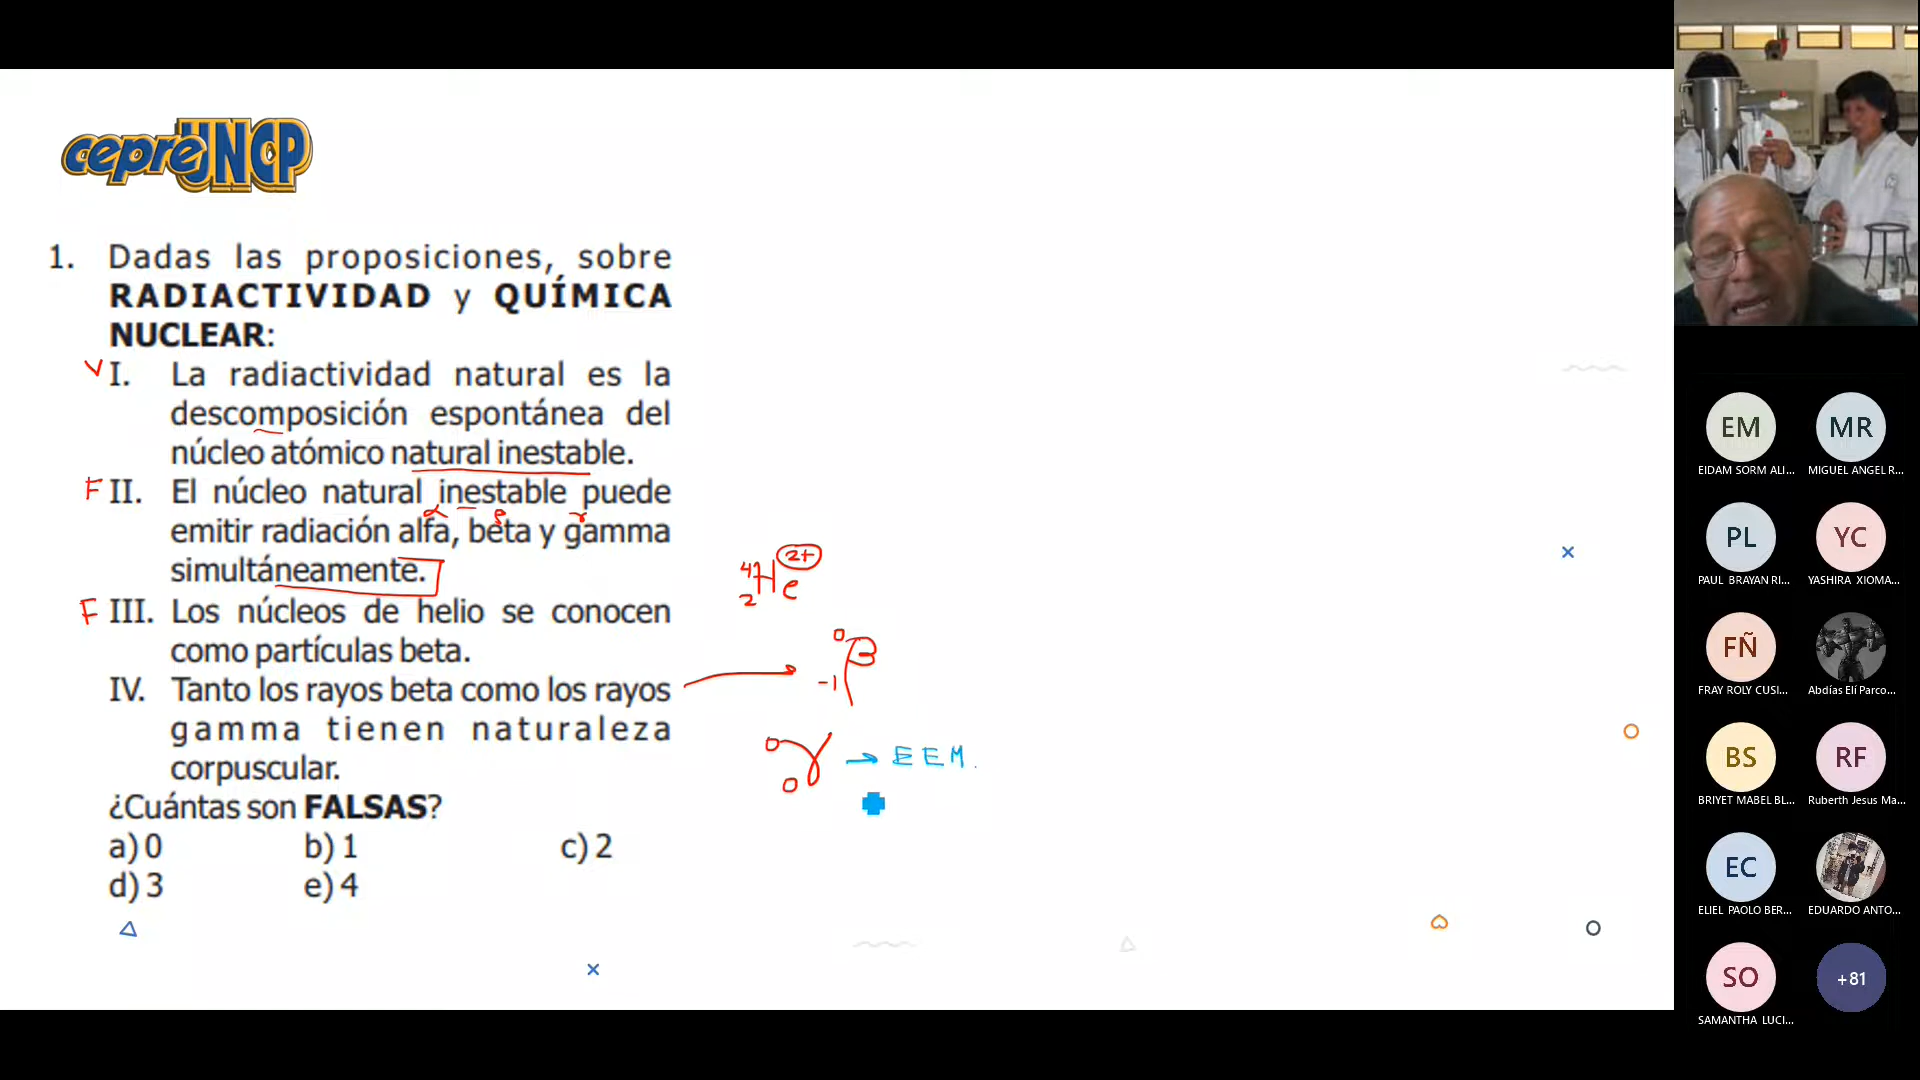 cepreUNCP
1. Dadas las proposiciones, sobre
RADIACTIVIDAD y QUÍMICA
NUCLEAR:
V I. La radiactividad natural es la
descomposición espontánea del
núcleo atómico natural inestable.
F II. El núcleo natural inestable puede
α β γ
emitir radiación alfa, beta y gamma
simultáneamente.
4 2 He 2+
F III. Los núcleos de helio se conocen
como partículas beta.
0 -1 β
IV. Tanto los rayos beta como los rayos
gamma tienen naturaleza
corpuscular.
0 0 γ → EEM.
¿Cuántas son FALSAS?
a) 0 b) 1 c) 2
d) 3 e) 4
EM MR
EIDAM SORM ALI... MIGUEL ANGEL R...
PL YC
PAUL BRAYAN RI... YASHIRA XIOMA...
FÑ
FRAY ROLY CUSI... Abdías Elí Parco...
BS RF
BRIYET MABEL BL... Ruberth Jesus Ma...
EC
ELIEL PAOLO BER... EDUARDO ANTO...
SO +81
SAMANTHA LUCI...